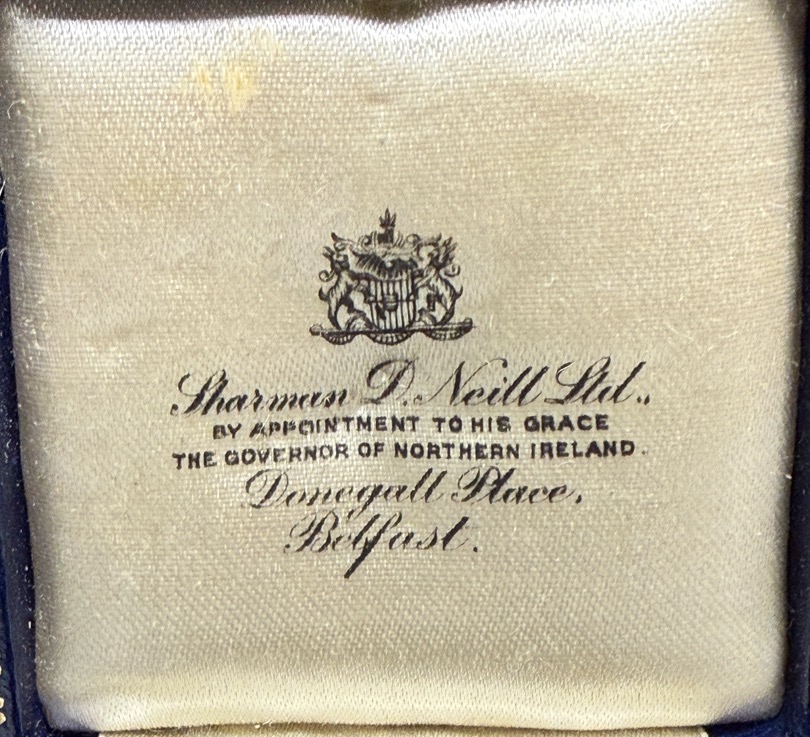 Sharman D. Neill Ltd.,
BY APPOINTMENT TO HIS GRACE
THE GOVERNOR OF NORTHERN IRELAND.
Donegall Place,
Belfast.